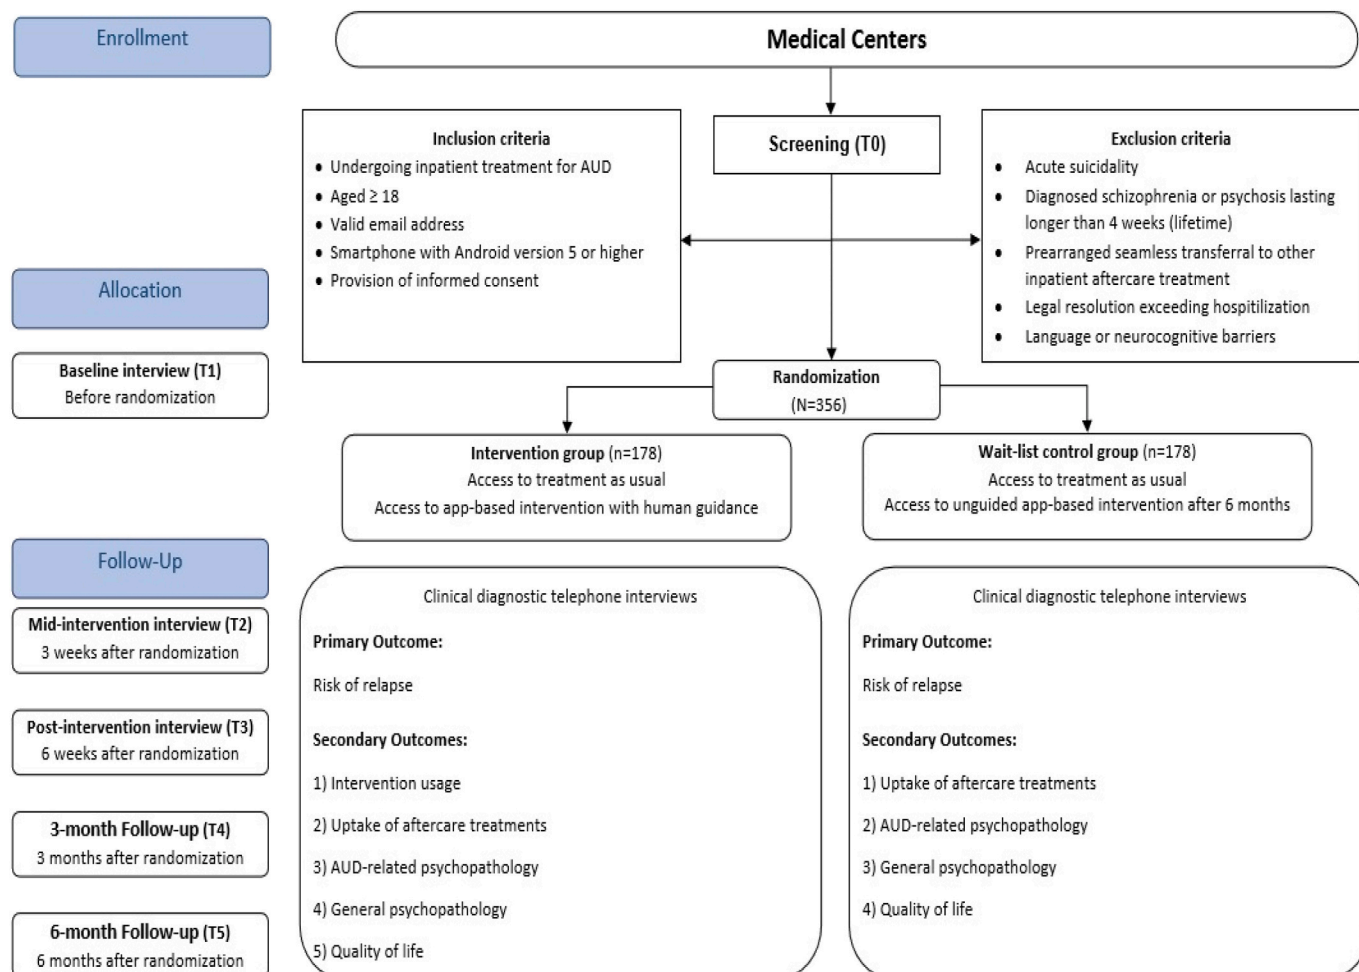 Enrollment
Medical Centers
Inclusion criteria
• Undergoing inpatient treatment for AUD
• Aged ≥ 18
• Valid email address
• Smartphone with Android version 5 or higher
• Provision of informed consent
Screening (T0)
Exclusion criteria
• Acute suicidality
• Diagnosed schizophrenia or psychosis lasting
longer than 4 weeks (lifetime)
• Prearranged seamless transferral to other
inpatient aftercare treatment
• Legal resolution exceeding hospitilization
• Language or neurocognitive barriers
Allocation
Baseline interview (T1)
Before randomization
Randomization
(N=356)
Intervention group (n=178)
Access to treatment as usual
Access to app-based intervention with human guidance
Wait-list control group (n=178)
Access to treatment as usual
Access to unguided app-based intervention after 6 months
Follow-Up
Mid-intervention interview (T2)
3 weeks after randomization
Post-intervention interview (T3)
6 weeks after randomization
3-month Follow-up (T4)
3 months after randomization
6-month Follow-up (T5)
6 months after randomization
Clinical diagnostic telephone interviews
Primary Outcome:
Risk of relapse
Secondary Outcomes:
1) Intervention usage
2) Uptake of aftercare treatments
3) AUD-related psychopathology
4) General psychopathology
5) Quality of life
Clinical diagnostic telephone interviews
Primary Outcome:
Risk of relapse
Secondary Outcomes:
1) Uptake of aftercare treatments
2) AUD-related psychopathology
3) General psychopathology
4) Quality of life